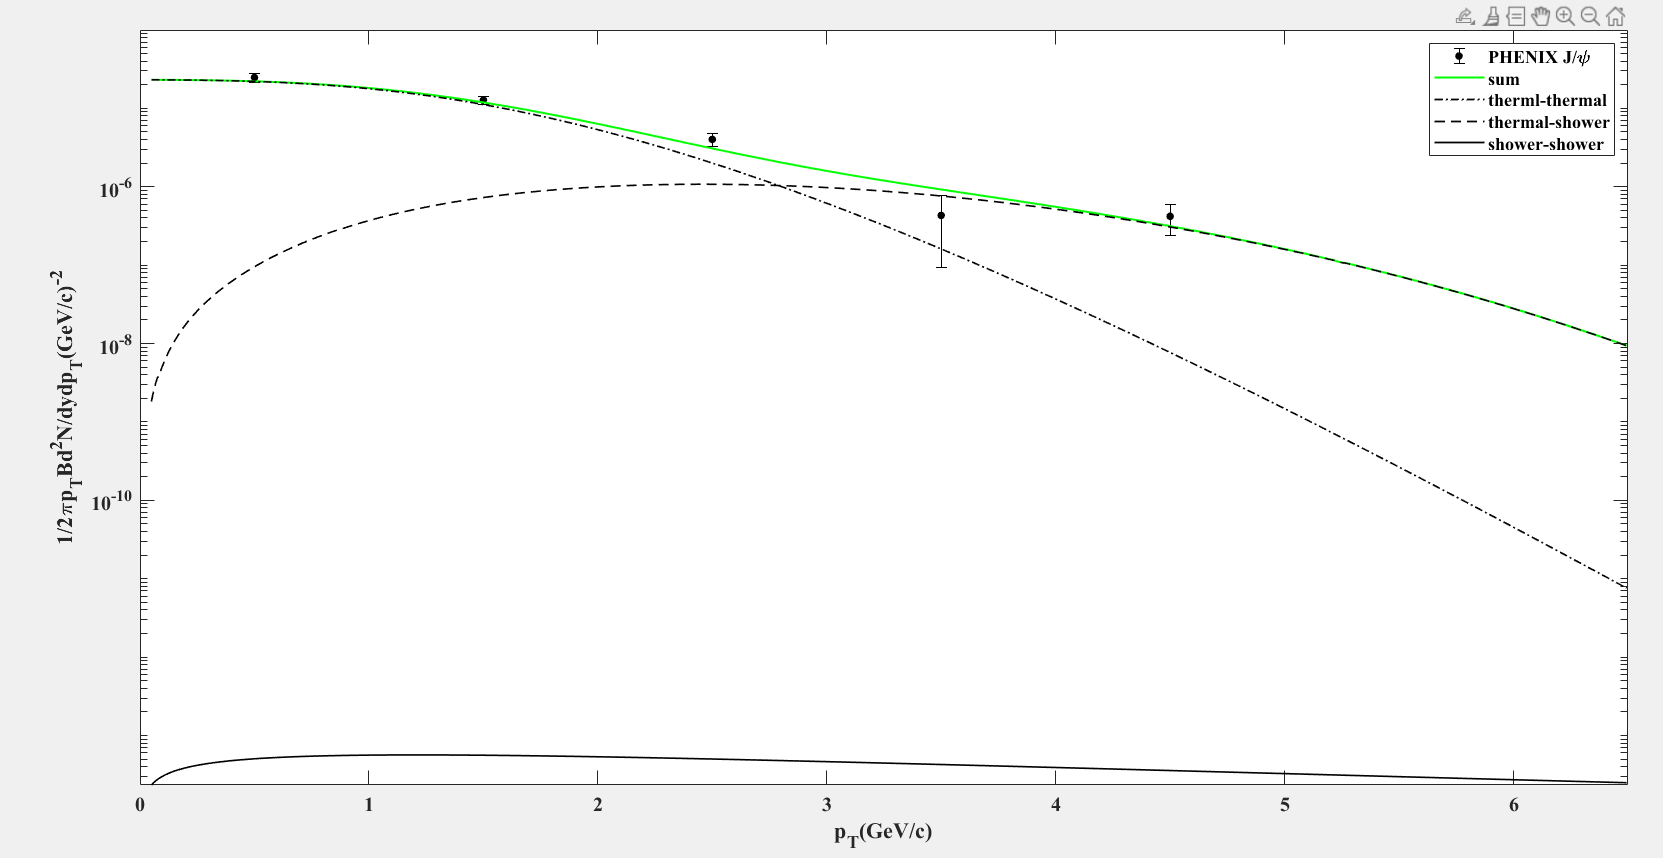 PHENIX J/ψ
sum
therml-thermal
thermal-shower
shower-shower
10^-6
10^-8
10^-10
1/2πp_TBd^2N/dydp_T(GeV/c)^-2
0 1 2 3 4 5 6
p_T(GeV/c)